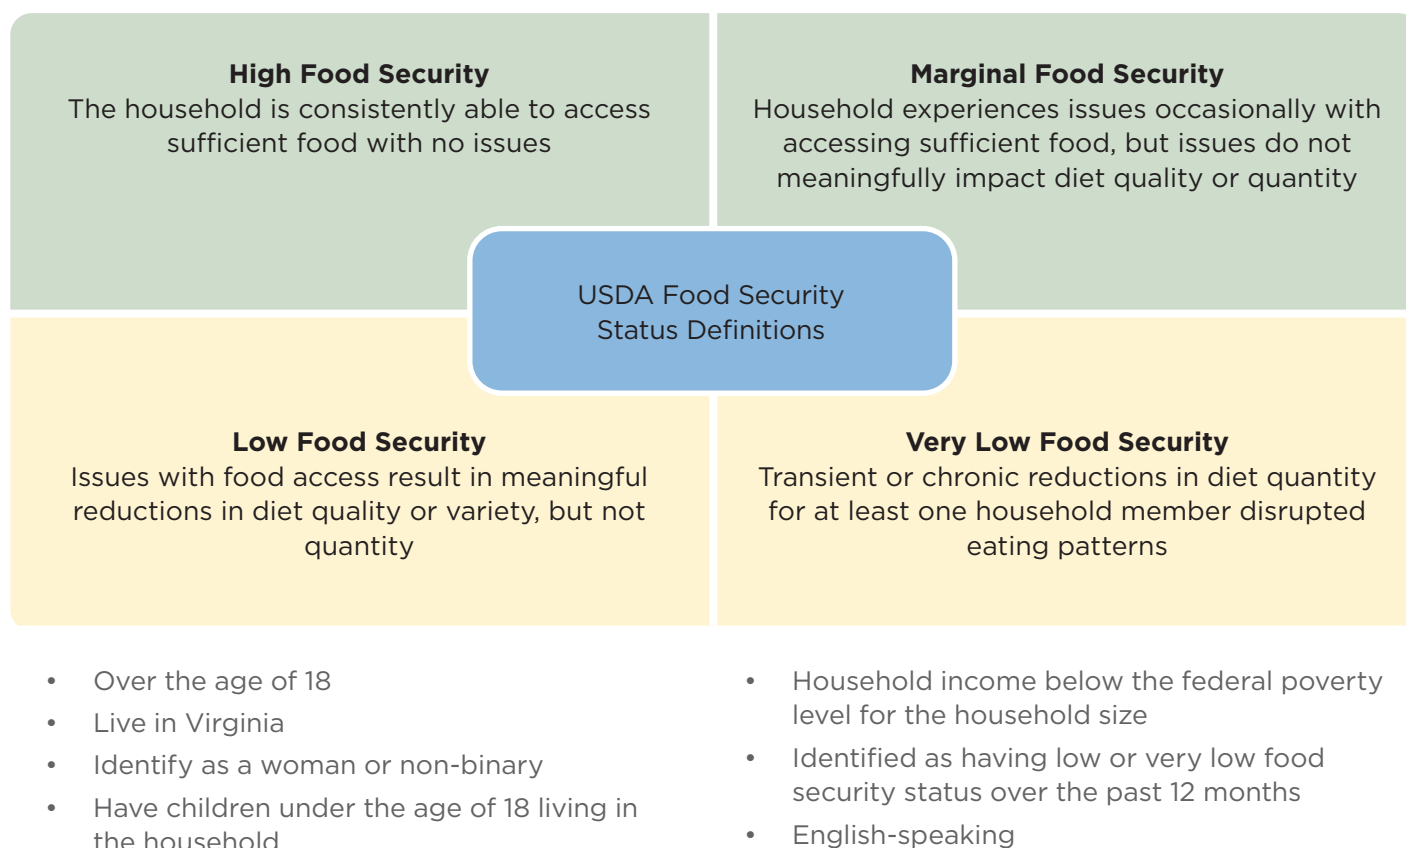 High Food Security
The household is consistently able to access
sufficient food with no issues
Marginal Food Security
Household experiences issues occasionally with
accessing sufficient food, but issues do not
meaningfully impact diet quality or quantity
USDA Food Security
Status Definitions
Low Food Security
Issues with food access result in meaningful
reductions in diet quality or variety, but not
quantity
Very Low Food Security
Transient or chronic reductions in diet quantity
for at least one household member disrupted
eating patterns
• Over the age of 18
• Live in Virginia
• Identify as a woman or non-binary
• Have children under the age of 18 living in
the household
• Household income below the federal poverty
level for the household size
• Identified as having low or very low food
security status over the past 12 months
• English-speaking